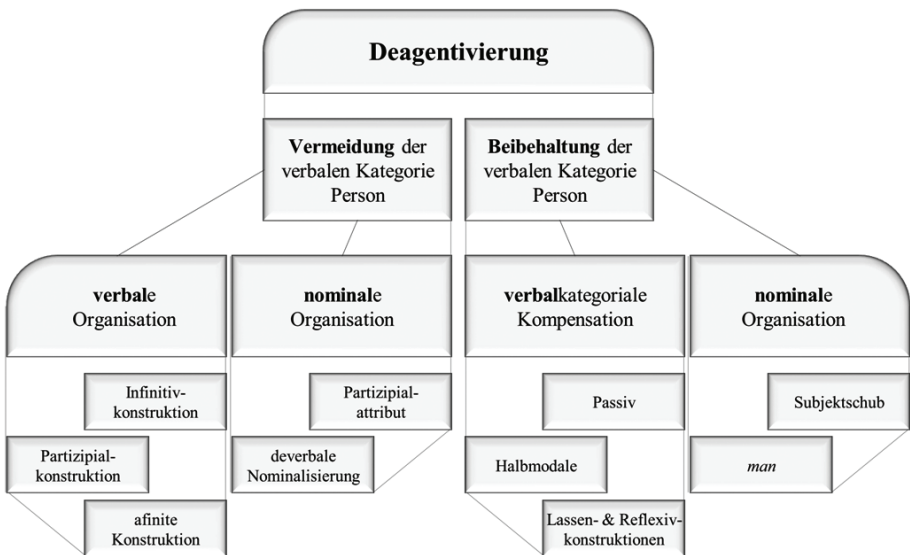 Deagentivierung
Vermeidung der
verbalen Kategorie
Person
Beibehaltung der
verbalen Kategorie
Person
verbale
Organisation
nominale
Organisation
verbalkategoriale
Kompensation
nominale
Organisation
Infinitiv-
konstruktion
Partizipial-
konstruktion
afinite
Konstruktion
Partizipial-
attribut
deverbale
Nominalisierung
Passiv
Halbmodale
Lassen- & Reflexiv-
konstruktionen
Subjektschub
man